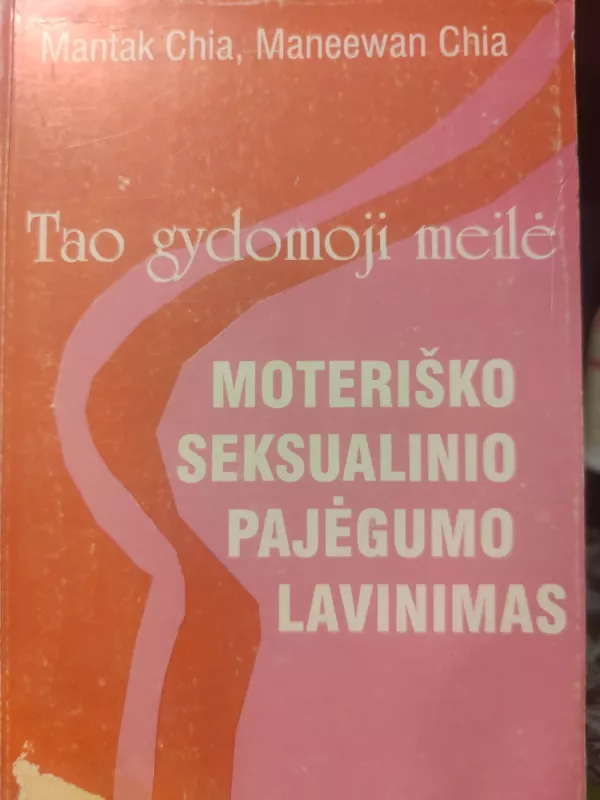 Mantak Chia, Maneewan Chia
Tao gydomoji meilė
MOTERIŠKO
SEKSUALINIO
PAJĖGUMO
LAVINIMAS